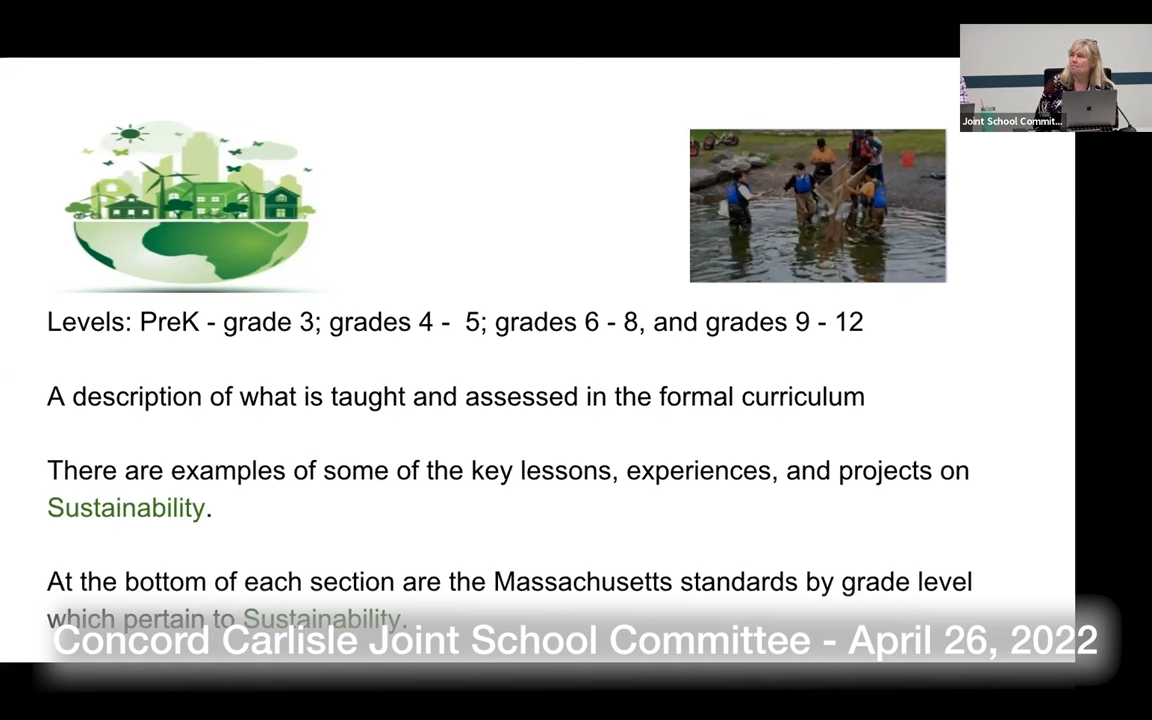 Joint School Commit...
Levels: PreK - grade 3; grades 4 - 5; grades 6 - 8, and grades 9 - 12
A description of what is taught and assessed in the formal curriculum
There are examples of some of the key lessons, experiences, and projects on
Sustainability.
At the bottom of each section are the Massachusetts standards by grade level
which pertain to Sustainability.
Concord Carlisle Joint School Committee - April 26, 2022